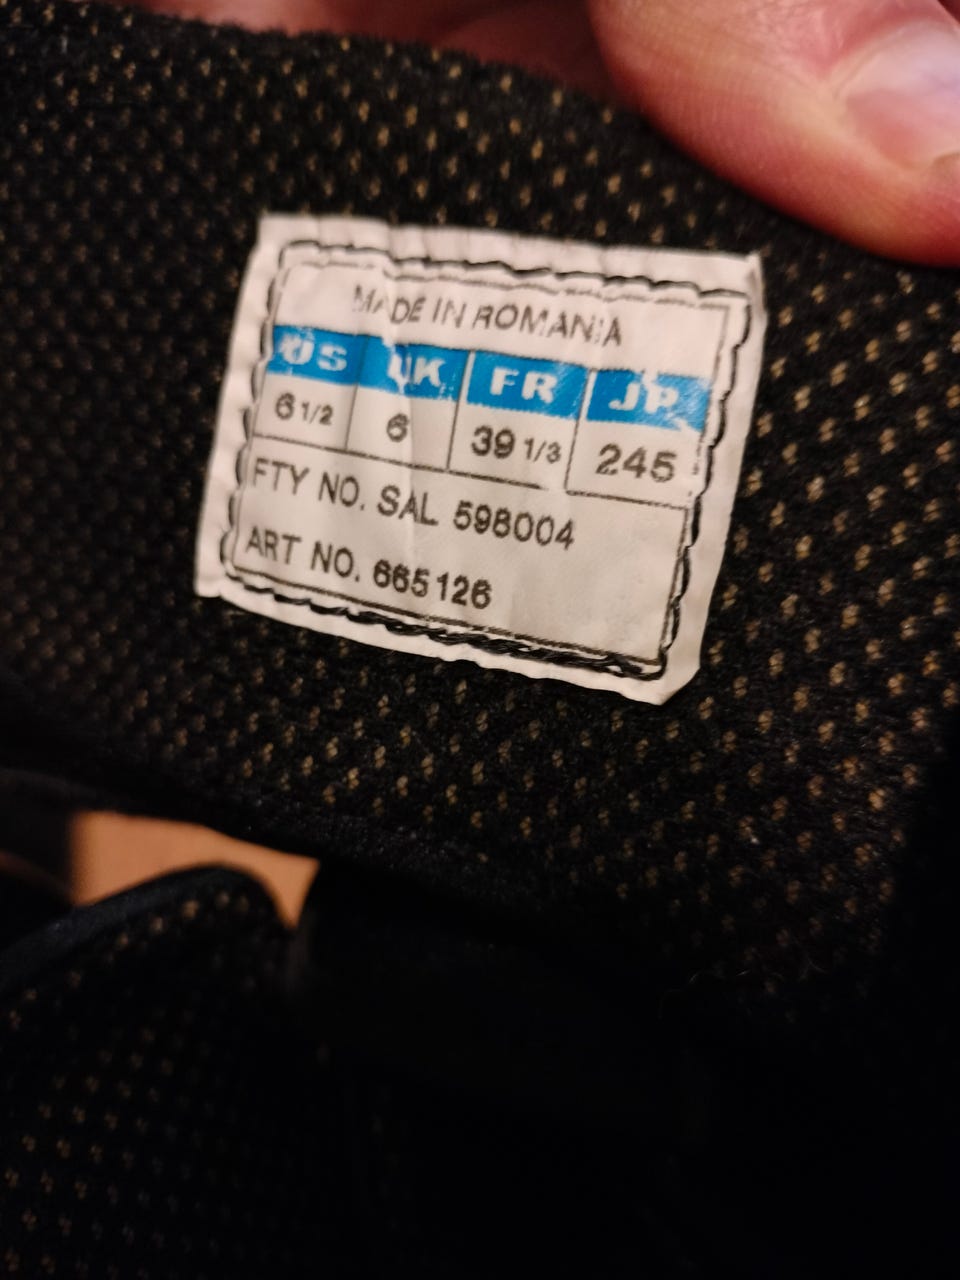 MADE IN ROMANIA
US UK FR JP
6 1/2 6 39 1/3 245
FTY NO. SAL 598004
ART NO. 665126